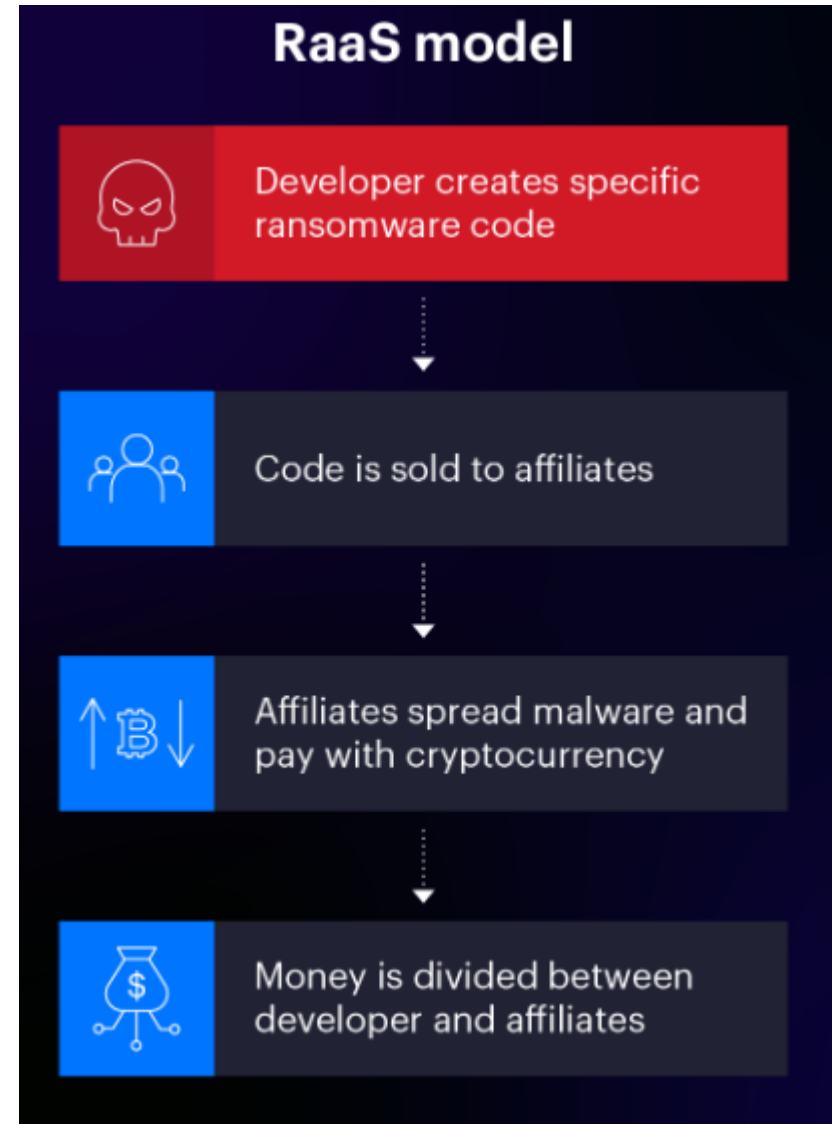 RaaS model
Developer creates specific
ransomware code
Code is sold to affiliates
Affiliates spread malware and
pay with cryptocurrency
Money is divided between
developer and affiliates